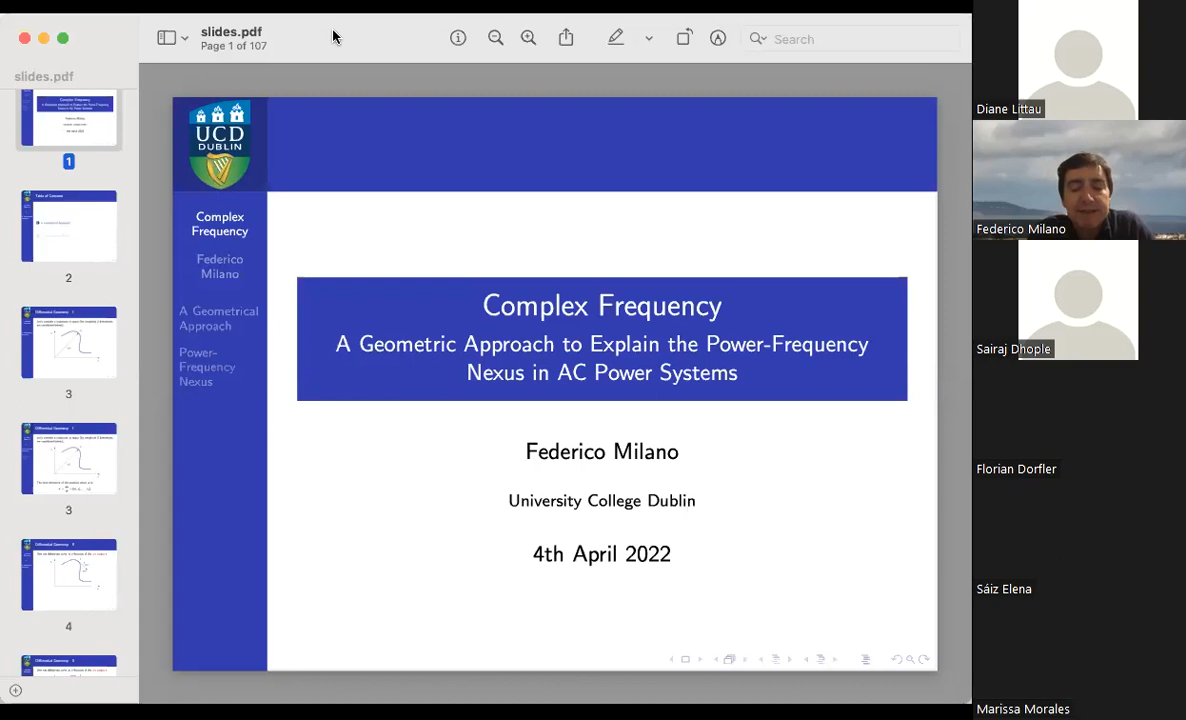 slides.pdf
Page 1 of 107
Search
slides.pdf
1
2
3
3
4
UCD
DUBLIN
Complex
Frequency
Federico
Milano
A Geometrical
Approach
Power-
Frequency
Nexus
Complex Frequency
A Geometric Approach to Explain the Power-Frequency
Nexus in AC Power Systems
Federico Milano
University College Dublin
4th April 2022
Diane Littau
Federico Milano
Sairaj Dhople
Florian Dorfler
Sáiz Elena
Marissa Morales